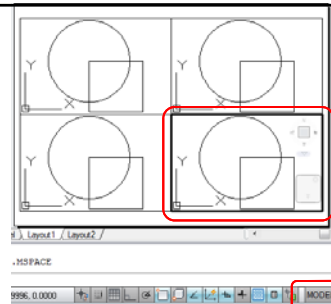 Y Y
X X
Y Y
X X
Layout1 / Layout2 /
.MSPACE
9996, 0.0000 MODE